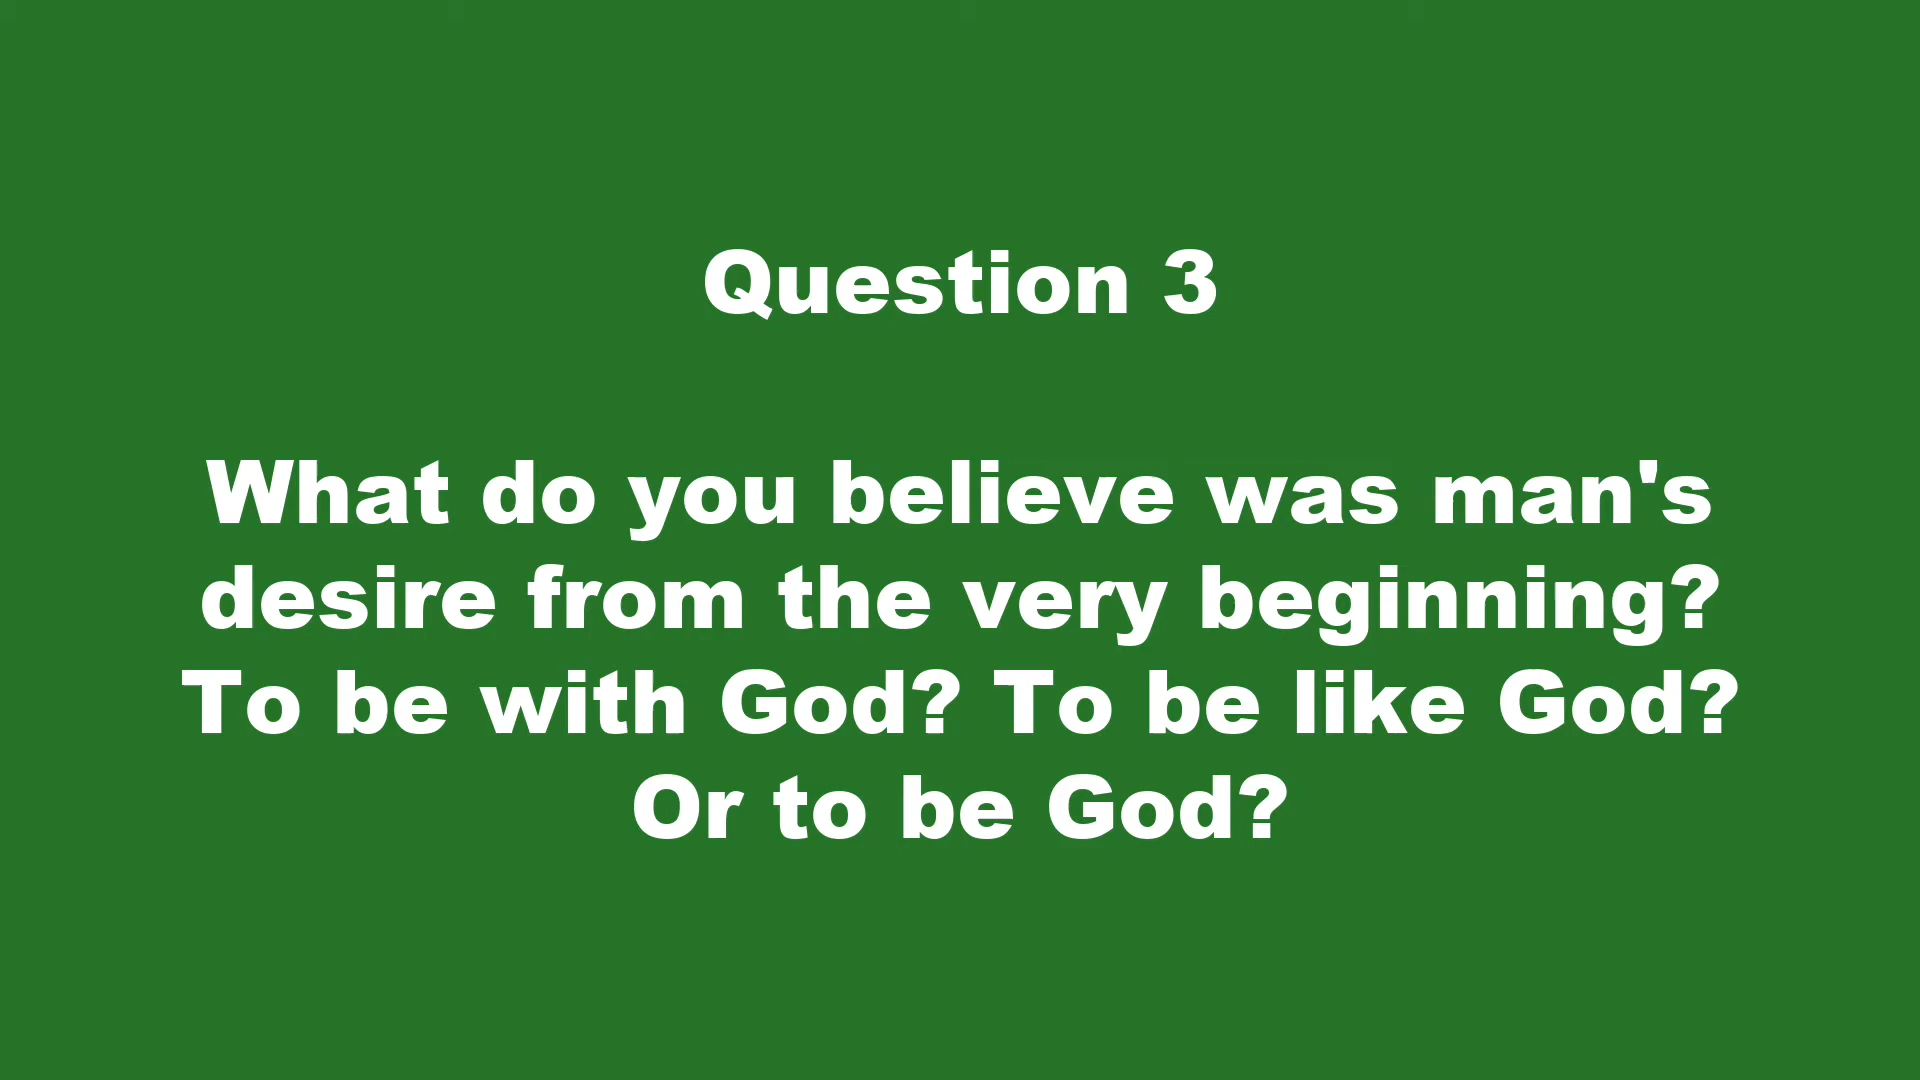 Question 3
What do you believe was man's
desire from the very beginning?
To be with God? To be like God?
Or to be God?